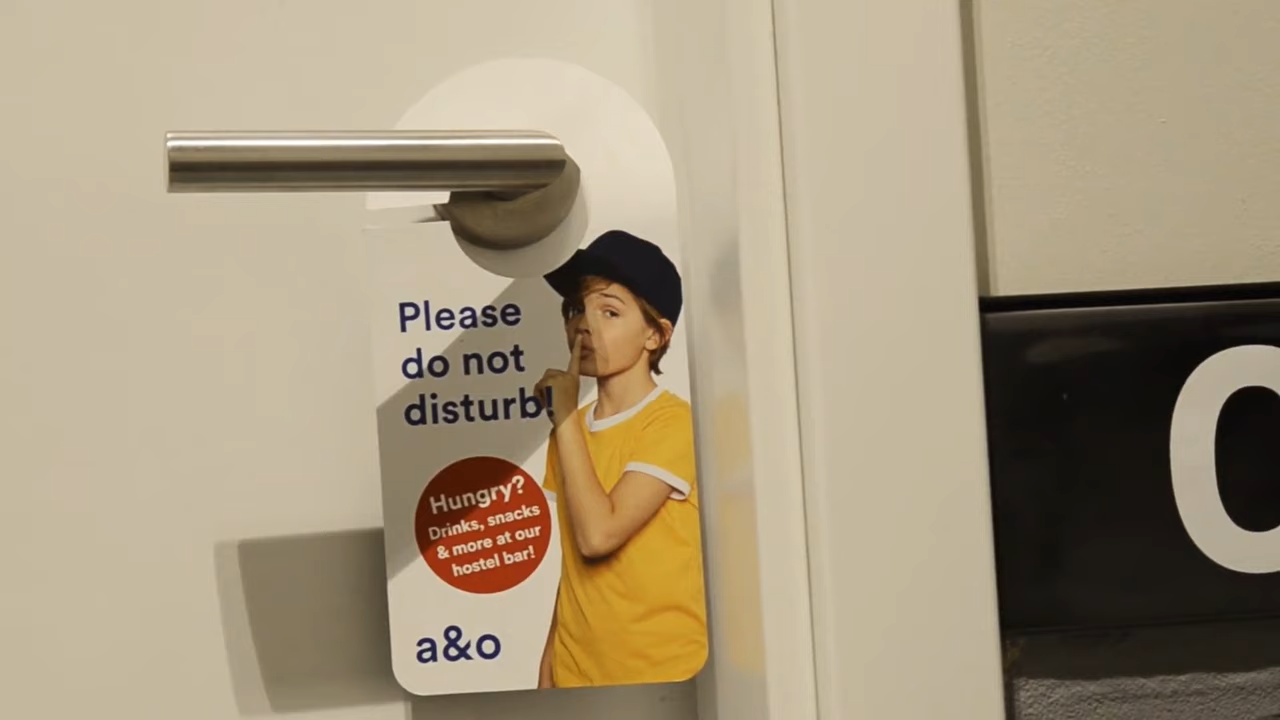 Please
do not
disturb!
Hungry?
Drinks, snacks
& more at our
hostel bar!
a&o